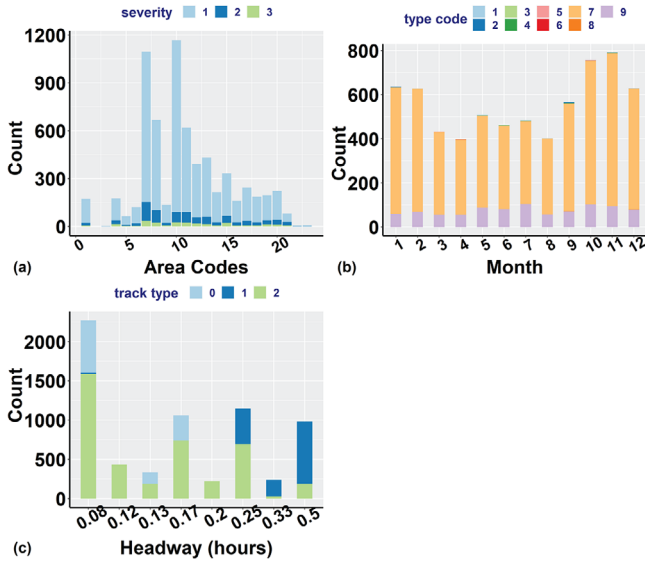 severity 1 2 3
1200
900
600
300
0
Count
0 5 10 15 20
(a) Area Codes
type code 1 3 5 7 9
2 4 6 8
800
600
400
200
0
Count
1 2 3 4 5 6 7 8 9 10 11 12
(b) Month
track type 0 1 2
2000
1500
1000
500
0
Count
0.08 0.12 0.13 0.17 0.2 0.25 0.33 0.5
(c) Headway (hours)